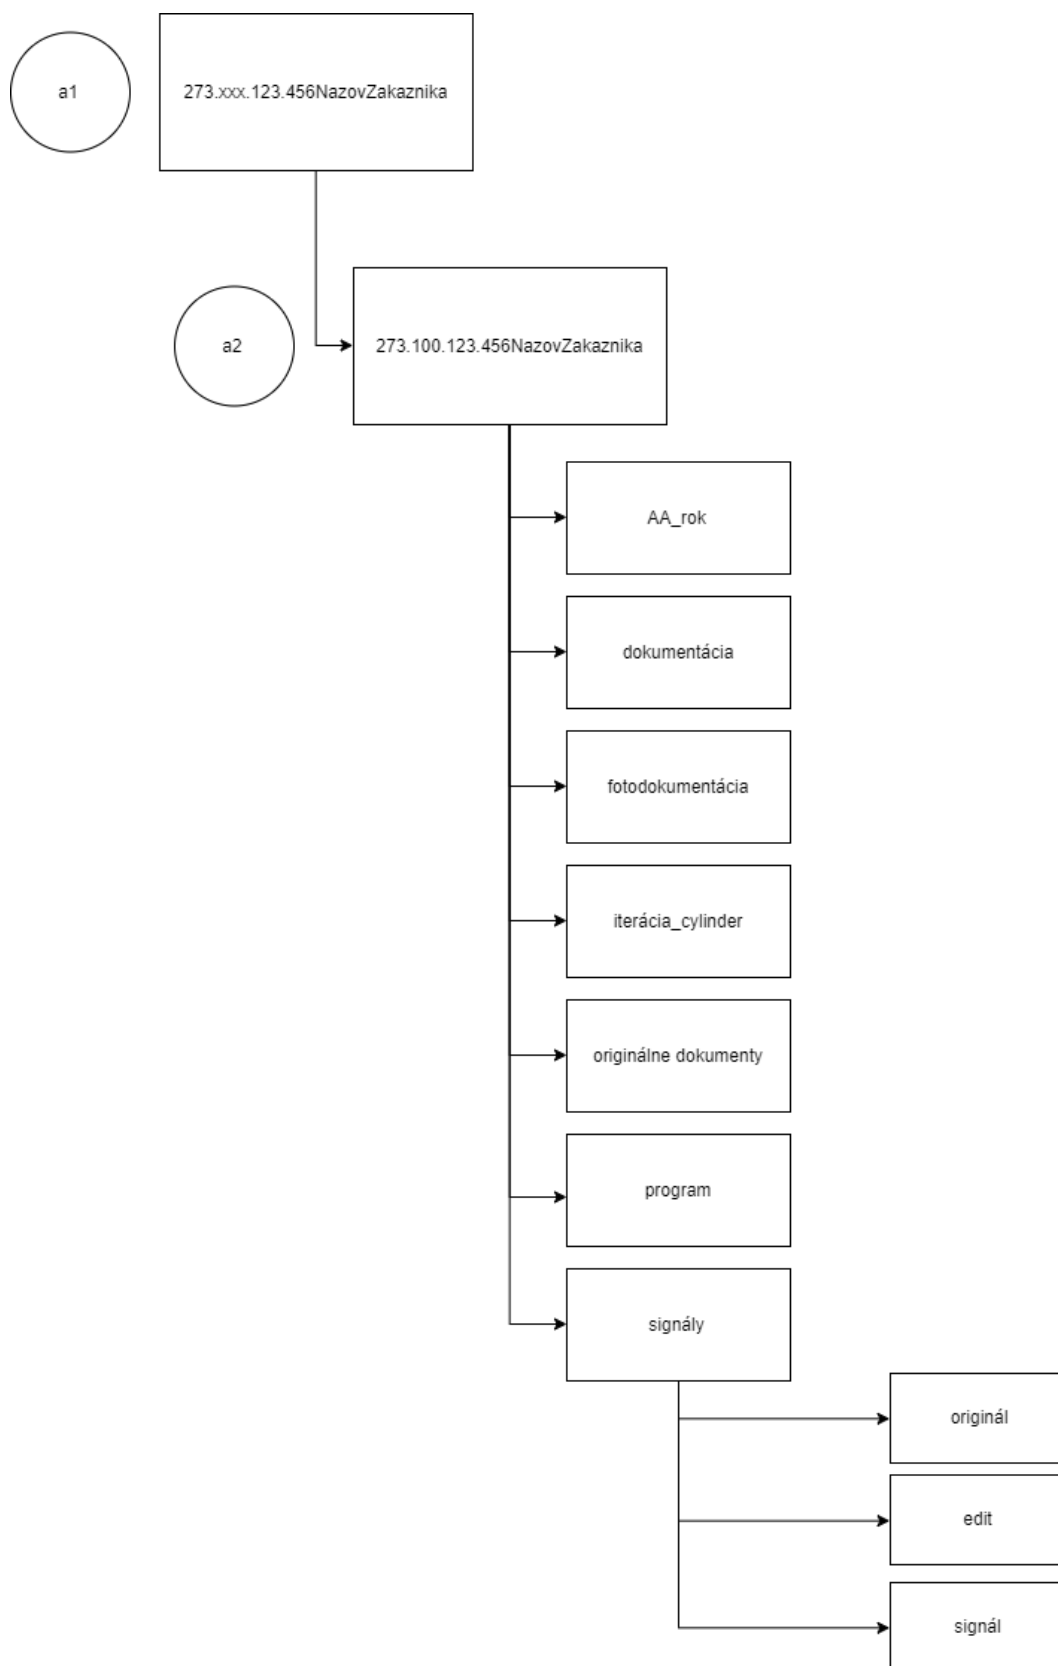 a1
273.xxx.123.456NazovZakaznika
a2
273.100.123.456NazovZakaznika
AA_rok
dokumentácia
fotodokumentácia
iterácia_cylinder
originálne dokumenty
program
signály
originál
edit
signál